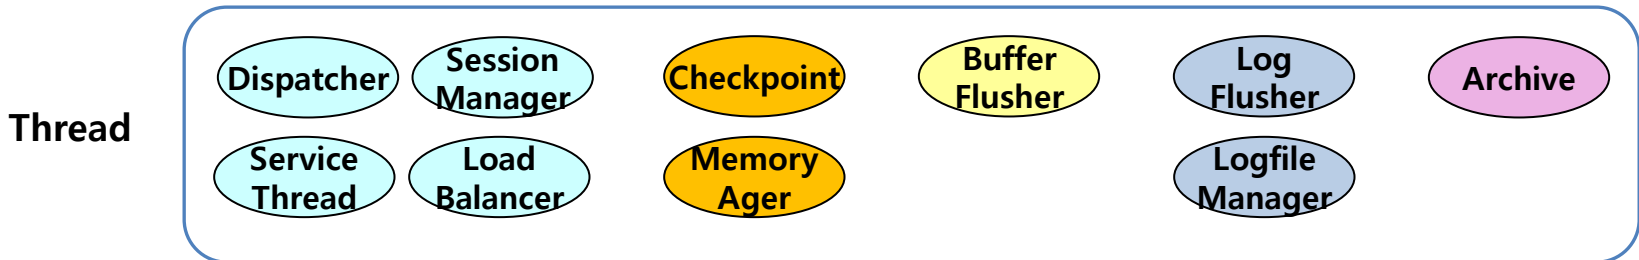 Thread
Dispatcher
Session
Manager
Checkpoint
Buffer
Flusher
Log
Flusher
Archive
Service
Thread
Load
Balancer
Memory
Ager
Logfile
Manager